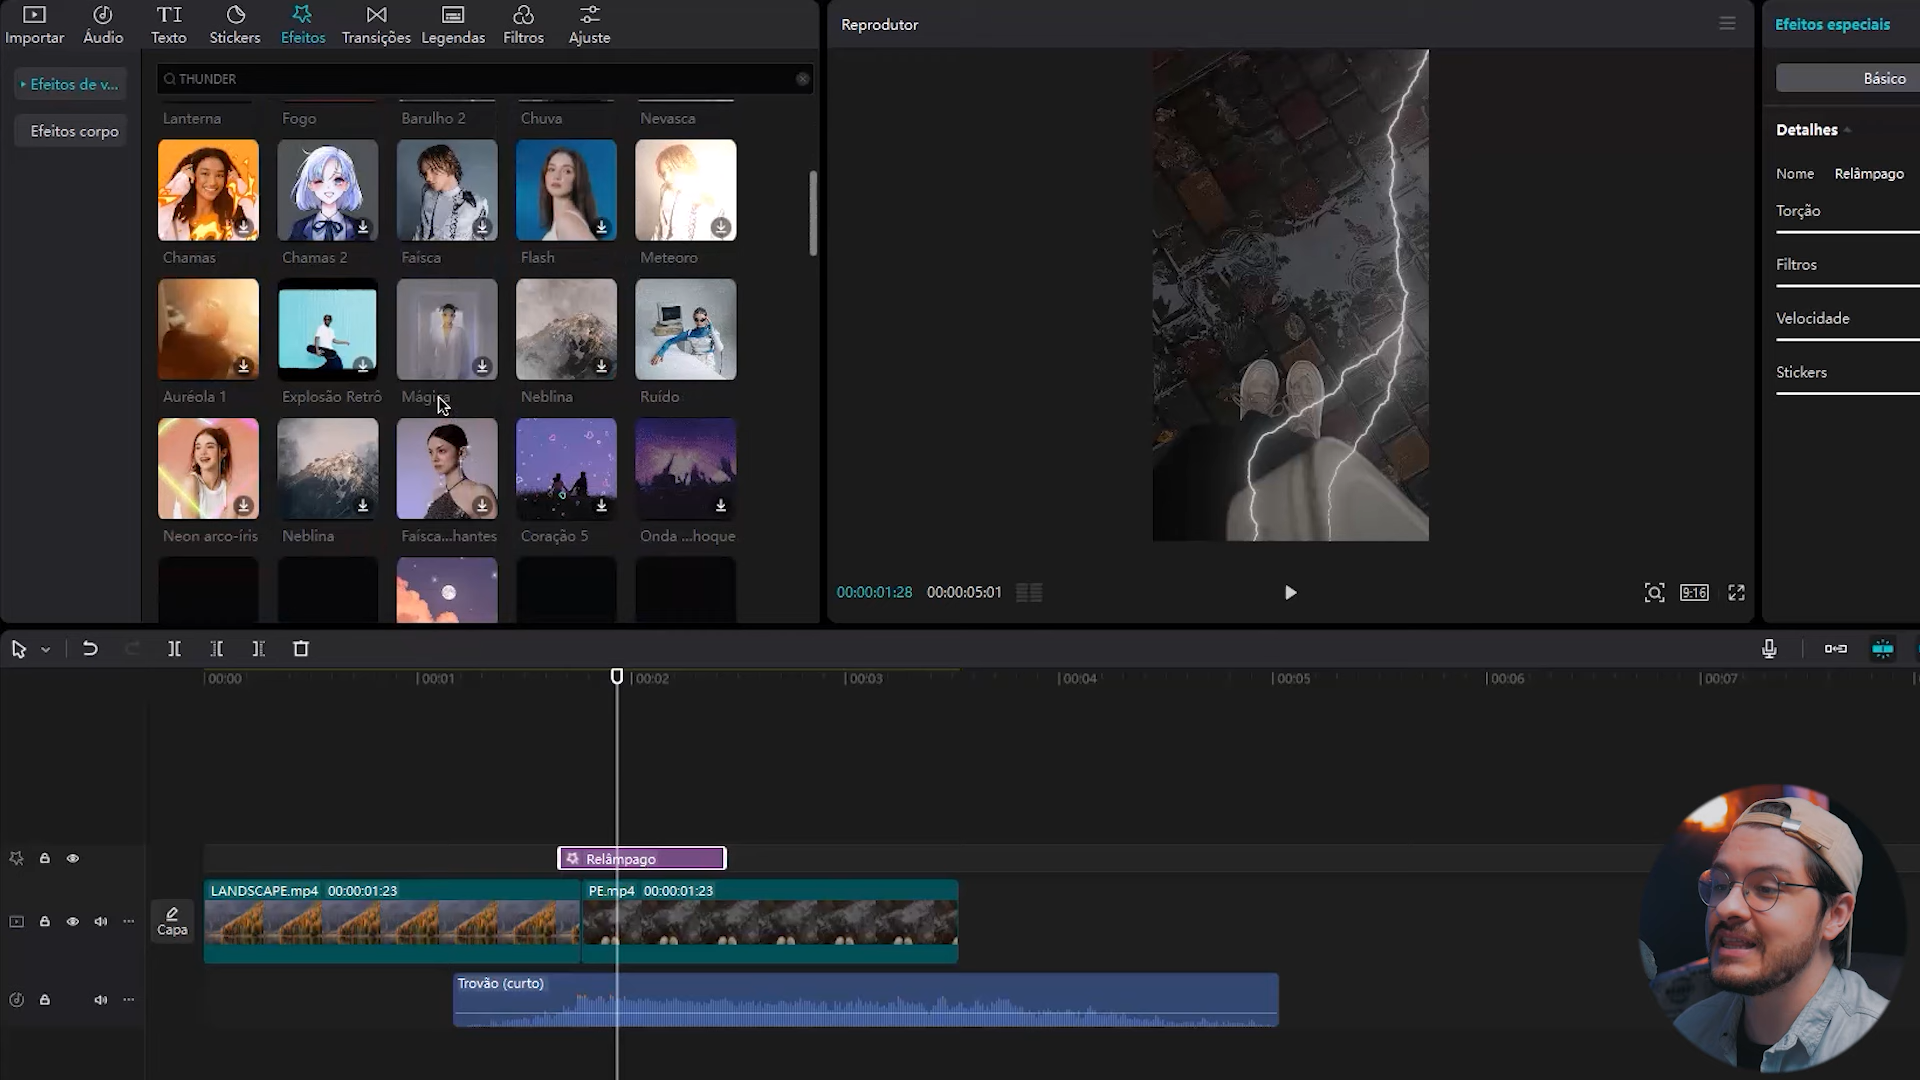 Importar
Áudio
Texto
Stickers
Efeitos
Transições
Legendas
Filtros
Ajuste
Efeitos de v...
Efeitos corpo
THUNDER
Lanterna
Fogo
Barulho 2
Chuva
Nevasca
Chamas
Chamas 2
Faísca
Flash
Meteoro
Auréola 1
Explosão Retrô
Mágica
Neblina
Ruído
Neon arco-íris
Neblina
Faísca...hantes
Coração 5
Onda ...hoque
Reprodutor
00:00:01:28
00:00:05:01
9:16
Efeitos especiais
Básico
Detalhes
Nome Relâmpago
Torção
Filtros
Velocidade
Stickers
00:00
00:01
00:02
00:03
00:04
00:05
00:06
00:07
Relâmpago
LANDSCAPE.mp4 00:00:01:23
PE.mp4 00:00:01:23
Capa
Trovão (curto)